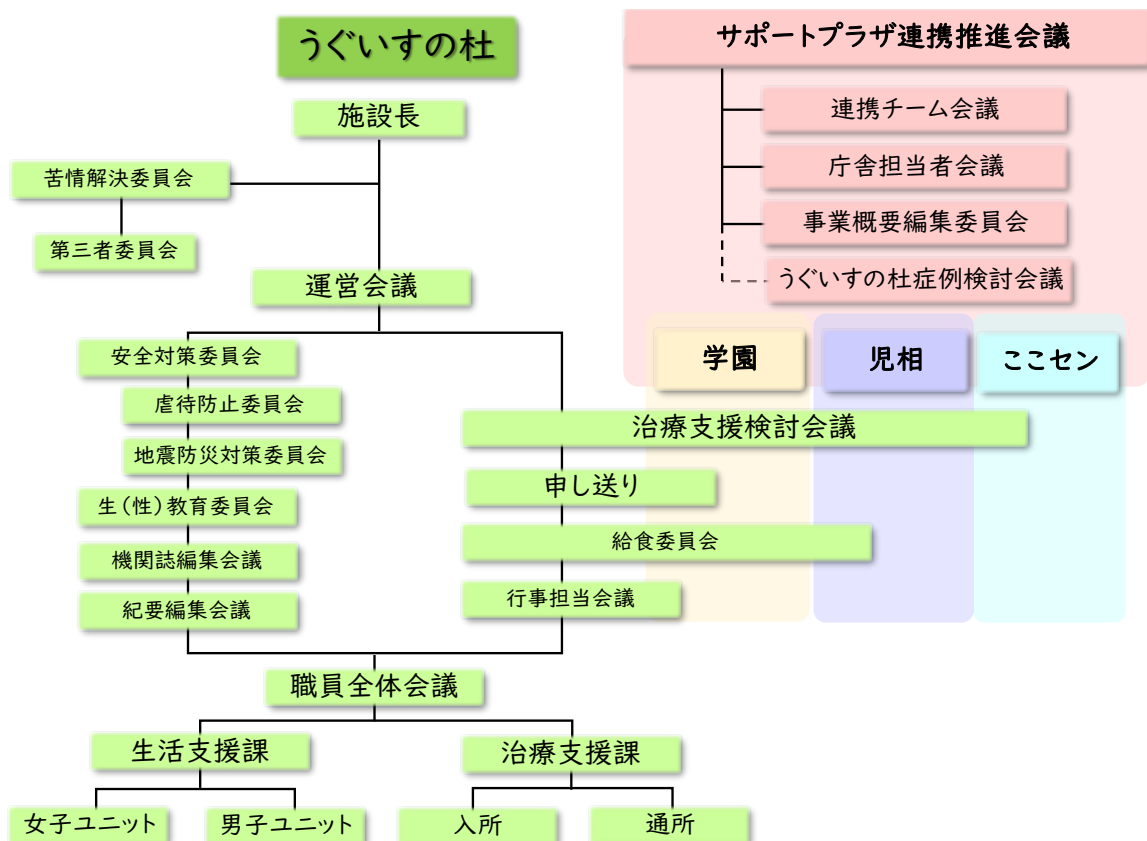 うぐいすの杜
施設長
苦情解決委員会
第三者委員会
運営会議
安全対策委員会
虐待防止委員会
地震防災対策委員会
生(性)教育委員会
機関誌編集会議
紀要編集会議
サポートプラザ連携推進会議
連携チーム会議
庁舎担当者会議
事業概要編集委員会
うぐいすの杜症例検討会議
学園
児相
ここセン
治療支援検討会議
申し送り
給食委員会
行事担当会議
職員全体会議
生活支援課
治療支援課
女子ユニット
男子ユニット
入所
通所